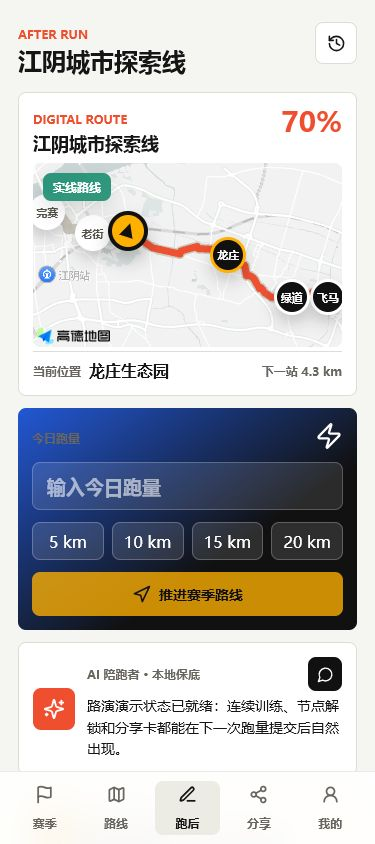 AFTER RUN
江阴城市探索线
DIGITAL ROUTE
70%
江阴城市探索线
实线路线
完赛
老街
龙庄
江阴站
绿道
飞马
高德地图
当前位置 龙庄生态园
下一站 4.3 km
今日跑量
输入今日跑量
5 km
10 km
15 km
20 km
推进赛季路线
AI 陪跑者 • 本地保底
路演演示状态已就绪：连续训练、节点解
锁和分享卡都能在下一次跑量提交后自然
出现。
赛季
路线
跑后
分享
我的